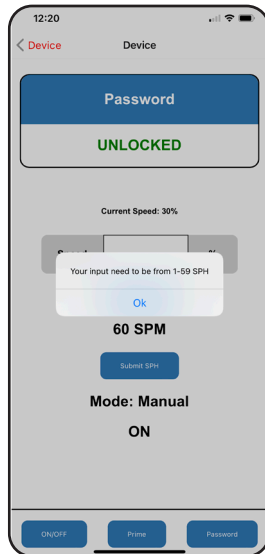 12:20
Device
Device
Password
UNLOCKED
Current Speed: 30%
Your input need to be from 1-59 SPH
Ok
60 SPM
Submit SPH
Mode: Manual
ON
ON/OFF
Prime
Password